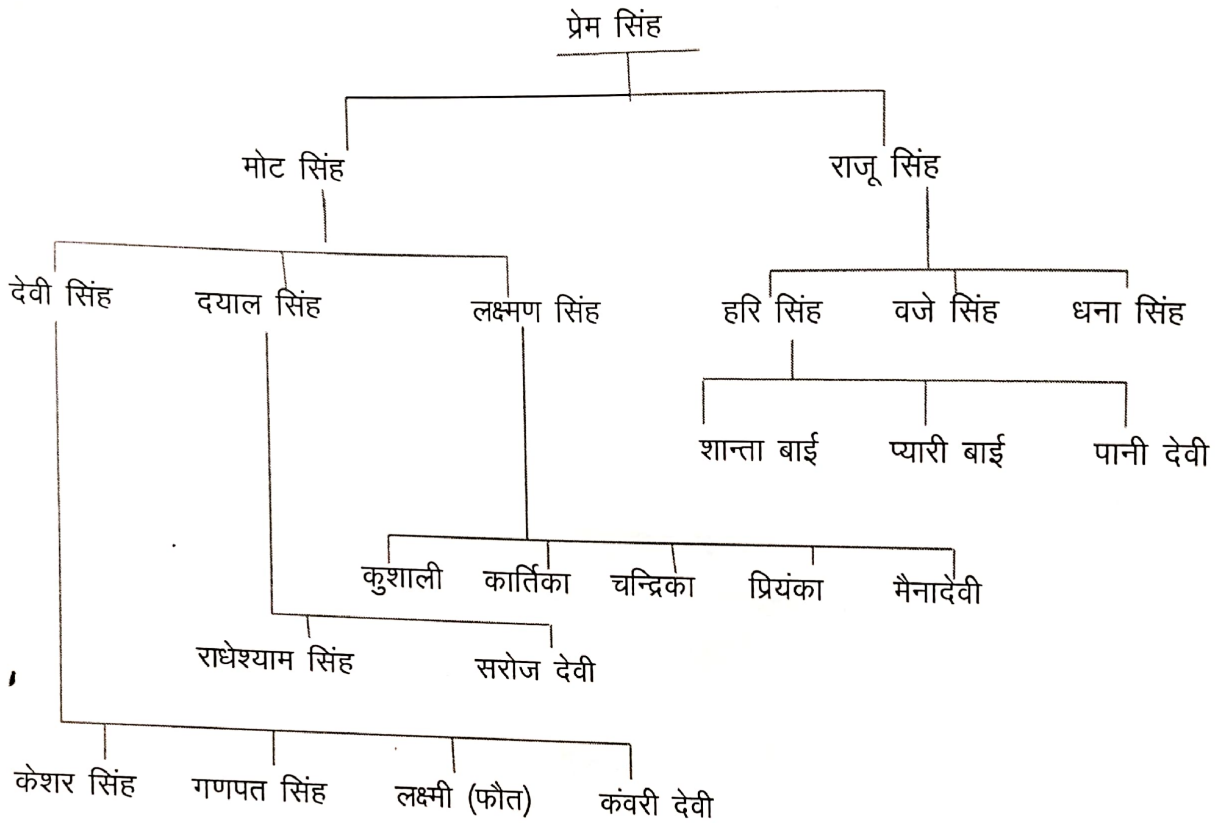 प्रेम सिंह
मोट सिंह राजू सिंह
देवी सिंह दयाल सिंह लक्ष्मण सिंह हरि सिंह वजे सिंह धना सिंह
शान्ता बाई प्यारी बाई पानी देवी
कुशाली कार्तिका चन्द्रिका प्रियंका मैनादेवी
राधेश्याम सिंह सरोज देवी
केशर सिंह गणपत सिंह लक्ष्मी (फौत) कंवरी देवी